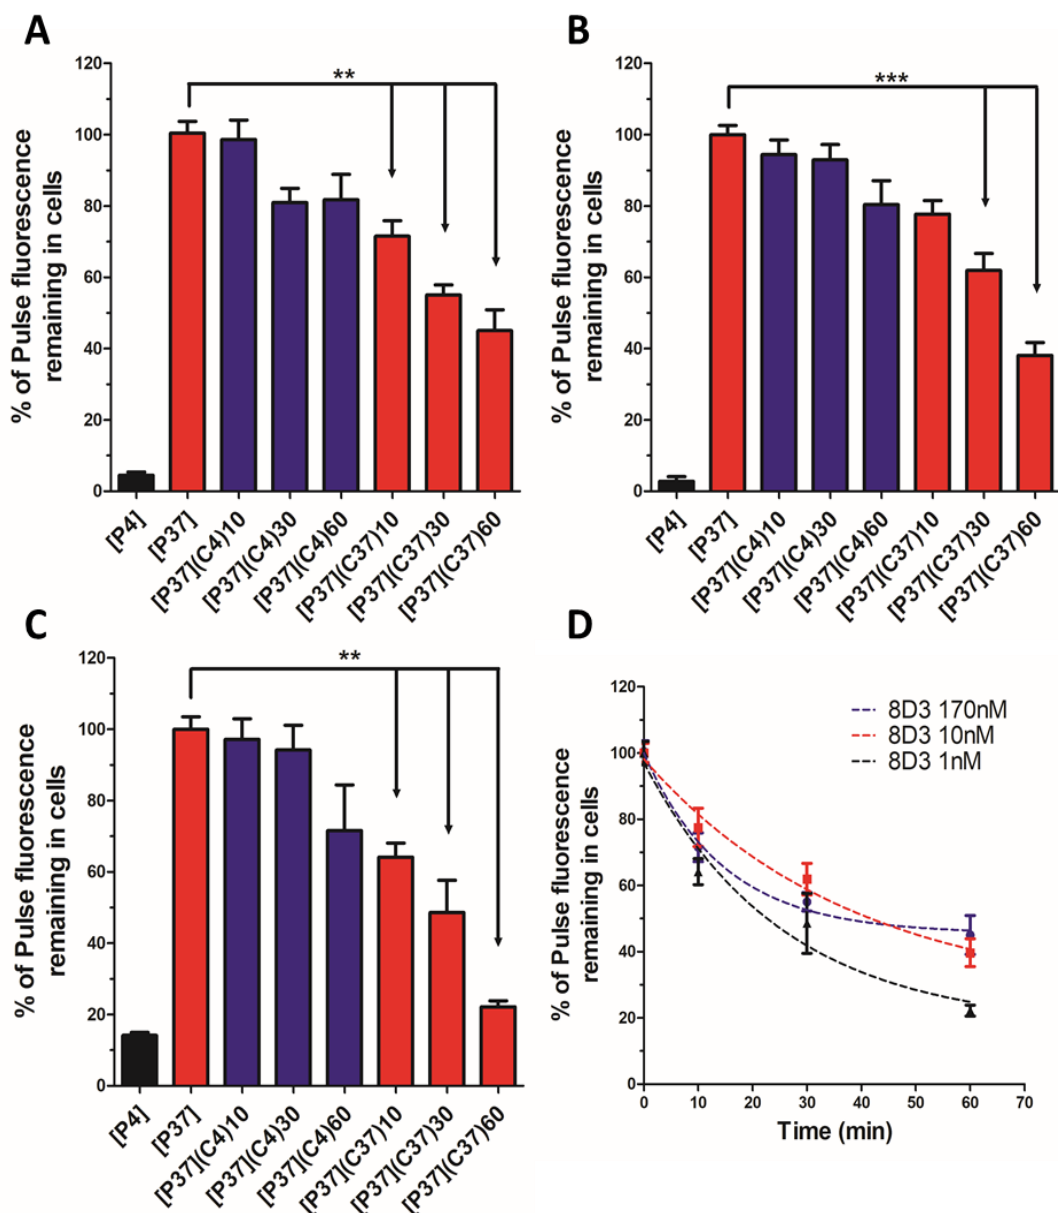 A
% of Pulse fluorescence
remaining in cells
120
100
80
60
40
20
0
**
[P4]
[P37]
[P37](C4)10
[P37](C4)30
[P37](C4)60
[P37](C37)10
[P37](C37)30
[P37](C37)60
B
% of Pulse fluorescence
remaining in cells
120
100
80
60
40
20
0
***
[P4]
[P37]
[P37](C4)10
[P37](C4)30
[P37](C4)60
[P37](C37)10
[P37](C37)30
[P37](C37)60
C
% of Pulse fluorescence
remaining in cells
120
100
80
60
40
20
0
**
[P4]
[P37]
[P37](C4)10
[P37](C4)30
[P37](C4)60
[P37](C37)10
[P37](C37)30
[P37](C37)60
D
% of Pulse fluorescence
remaining in cells
120
100
80
60
40
20
0
8D3 170nM
8D3 10nM
8D3 1nM
0 10 20 30 40 50 60 70
Time (min)